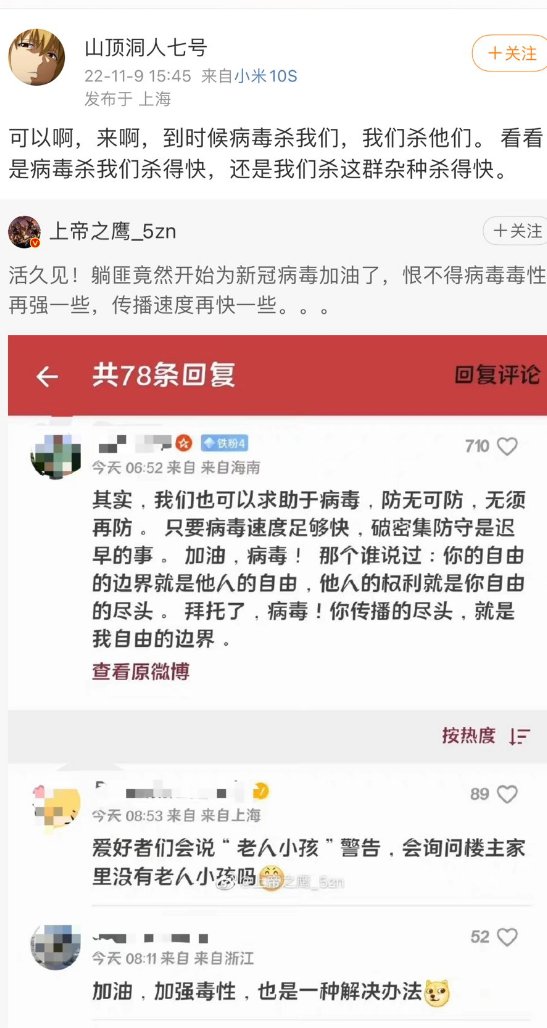 山顶洞人七号
＋关注
22-11-9 15:45 来自小米10S
发布于 上海
可以啊，来啊，到时候病毒杀我们，我们杀他们。 看看
是病毒杀我们杀得快，还是我们杀这群杂种杀得快。
上帝之鹰_5zn
＋关注
活久见！躺匪竟然开始为新冠病毒加油了，恨不得病毒毒性
再强一些，传播速度再快一些。。。
共78条回复
回复评论
铁粉4
710
今天 06:52 来自 来自海南
其实，我们也可以求助于病毒，防无可防，无须
再防 。 只要病毒速度足够快，破密集防守是迟
早的事 。 加油，病毒！ 那个谁说过：你的自由
的边界就是他人的自由，他人的权利就是你自由
的尽头 。 拜托了，病毒！你传播的尽头，就是
我自由的边界 。
查看原微博
按热度
89
今天 08:53 来自 来自上海
爱好者们会说“老人小孩”警告，会询问楼主家
里没有老人小孩吗
@上帝之鹰_5zn
52
今天 08:11 来自 来自浙江
加油，加强毒性，也是一种解决办法